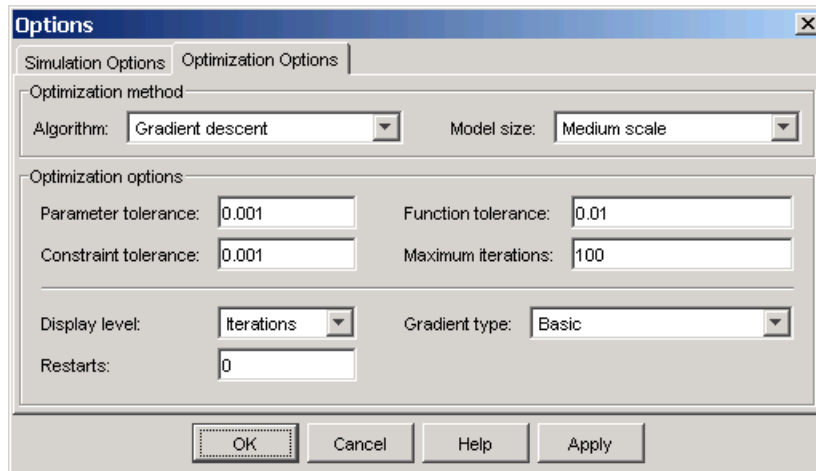 Options
Simulation Options Optimization Options
Optimization method
Algorithm: Gradient descent Model size: Medium scale
Optimization options
Parameter tolerance: 0.001 Function tolerance: 0.01
Constraint tolerance: 0.001 Maximum iterations: 100
Display level: Iterations Gradient type: Basic
Restarts: 0
OK Cancel Help Apply